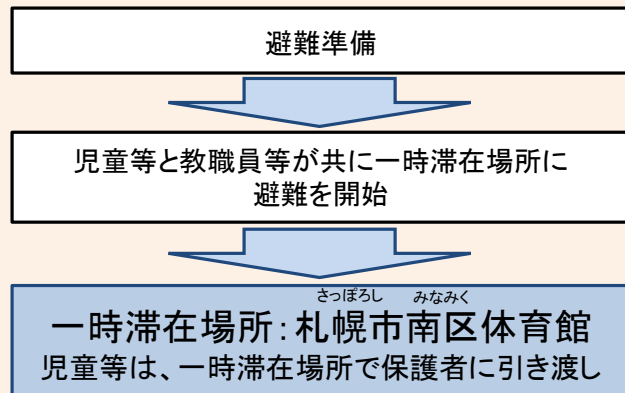 避難準備
児童等と教職員等が共に一時滞在場所に
避難を開始
さっぽろし みなみく
一時滞在場所：札幌市南区体育館
児童等は、一時滞在場所で保護者に引き渡し